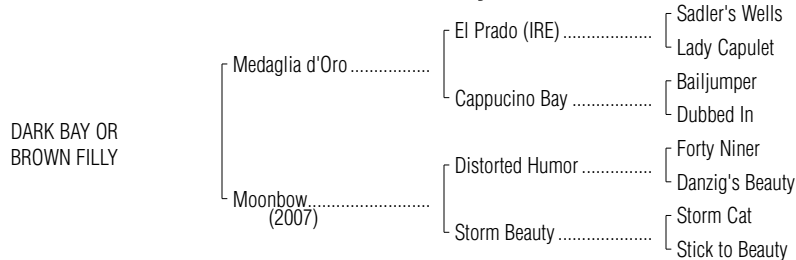 Sadler's Wells
El Prado (IRE) ..................
Lady Capulet
Medaglia d'Oro .................
Bailjumper
Cappucino Bay ................
Dubbed In
DARK BAY OR
BROWN FILLY
Forty Niner
Distorted Humor ..............
Danzig's Beauty
Moonbow..........................
(2007)
Storm Cat
Storm Beauty ...................
Stick to Beauty